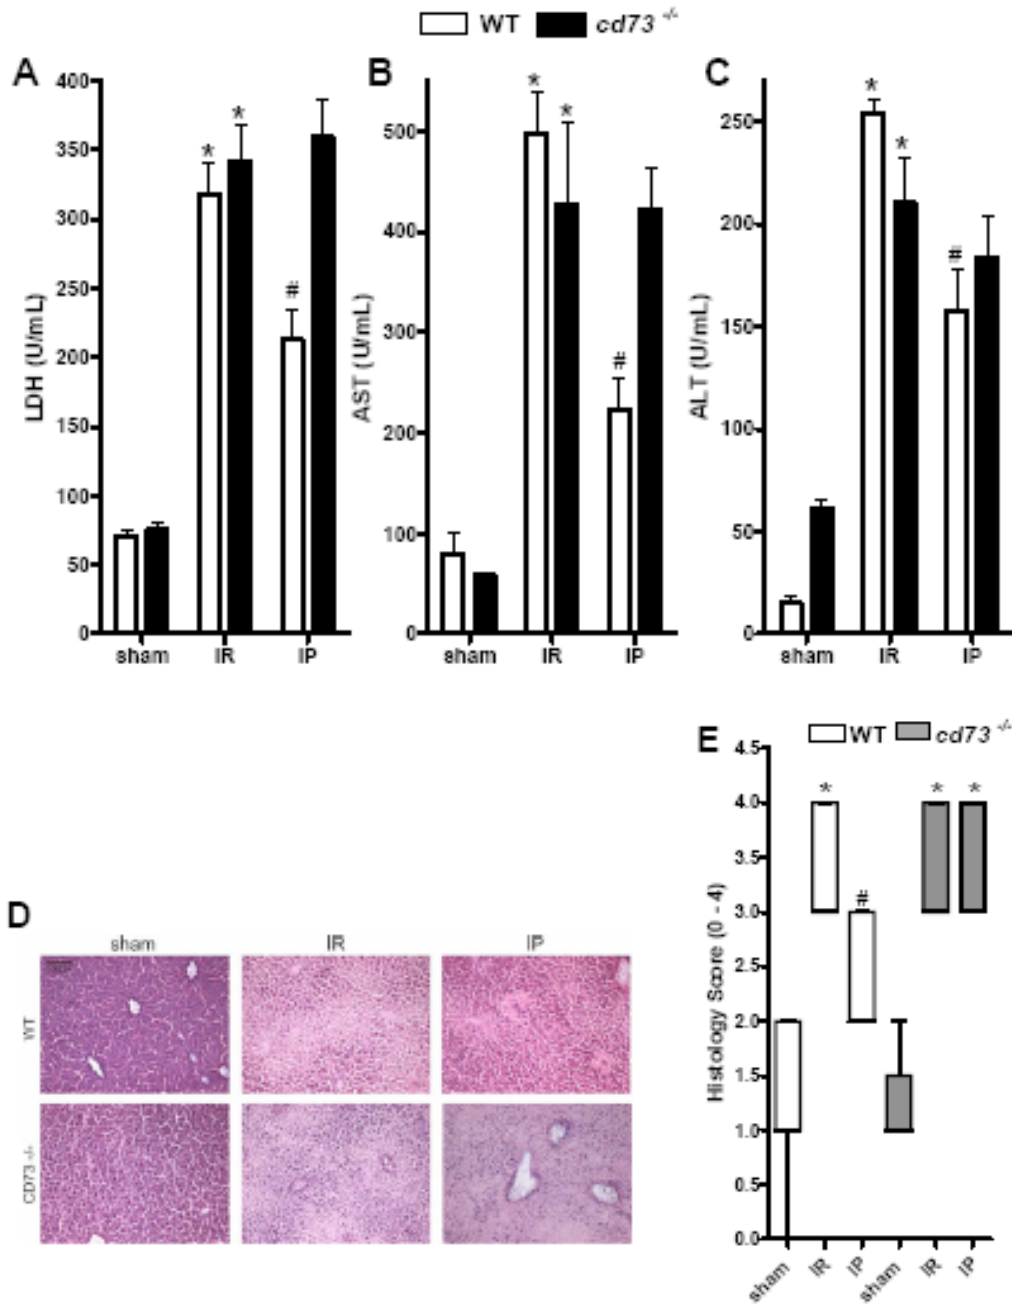 WT cd73 -/-
A
400
350
300
250
200
150
100
50
0
LDH (U/mL)
* * #
sham IR IP
B
500
400
300
200
100
0
AST (U/mL)
* * #
sham IR IP
C
250
200
150
100
50
0
ALT (U/mL)
* * #
sham IR IP
D
sham IR IP
WT
CD73 -/-
E
WT cd73 -/-
4.5
4.0
3.5
3.0
2.5
2.0
1.5
1.0
0.5
0.0
Histology Score (0 - 4)
* # * *
sham IR IP sham IR IP